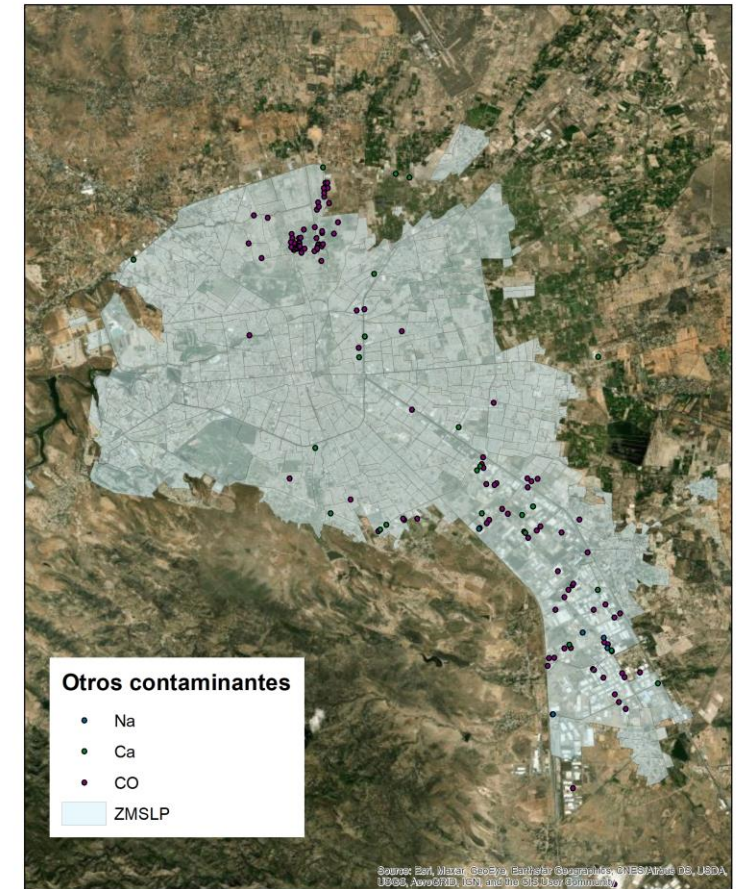 Otros contaminantes
Na
Ca
CO
ZMSLP
Source: Esri, Maxar, GeoEye, Earthstar Geographics, CNES/Airbus DS, USDA,
USGS, AeroGRID, IGN, and the GIS User Community